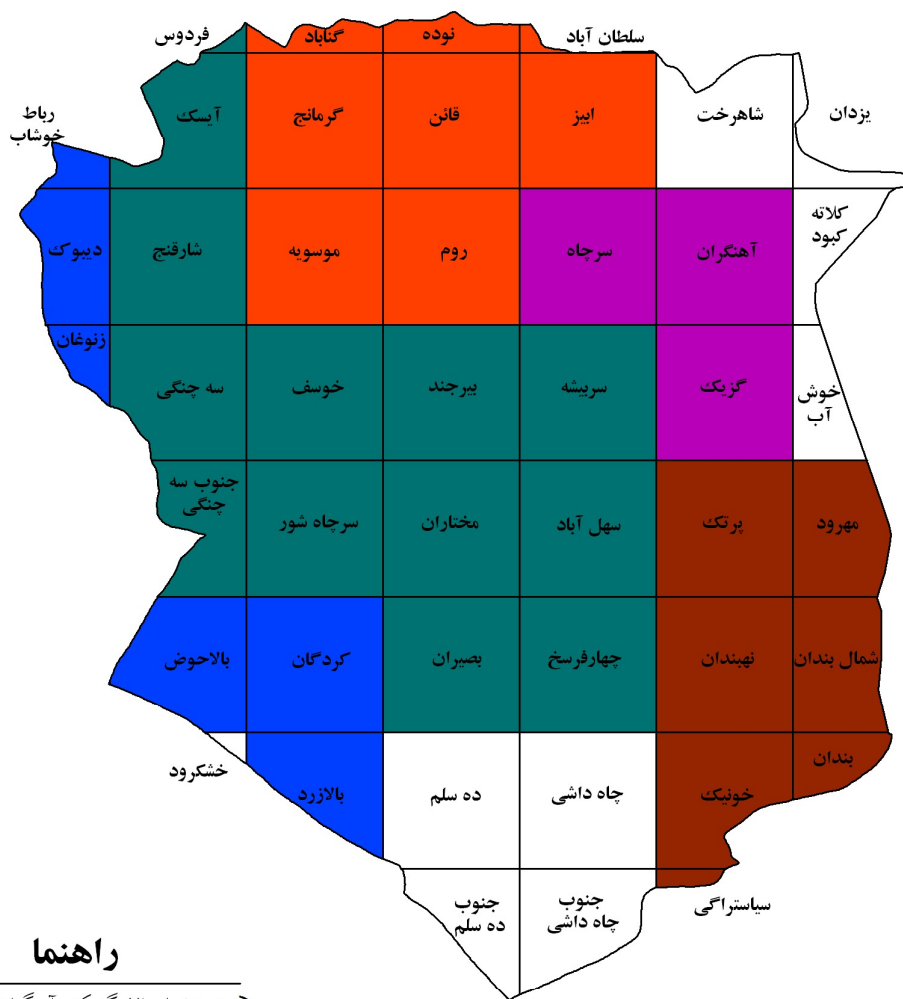 فردوس
گناباد
نوده
سلطان آباد
رباط
خوشاب
آیسک
گرمانج
قائن
ابیز
شاهرخت
یزدان
دیبوک
شارقنج
موسویه
روم
سرچاه
آهنگران
کلاته
کبود
زنوغان
سه چنگی
خوسف
بیرجند
سربیشه
گزیک
خوش
آب
جنوب سه
چنگی
سرچاه شور
مختاران
سهل آباد
پرتک
مهرود
بالاحوض
کردگان
بصیران
چهارفرسخ
نهبندان
شمال بندان
خشکرود
بالازرد
ده سلم
چاه داشی
خونیک
بندان
جنوب
ده سلم
جنوب
چاه داشی
سیاستراگی
راهنما